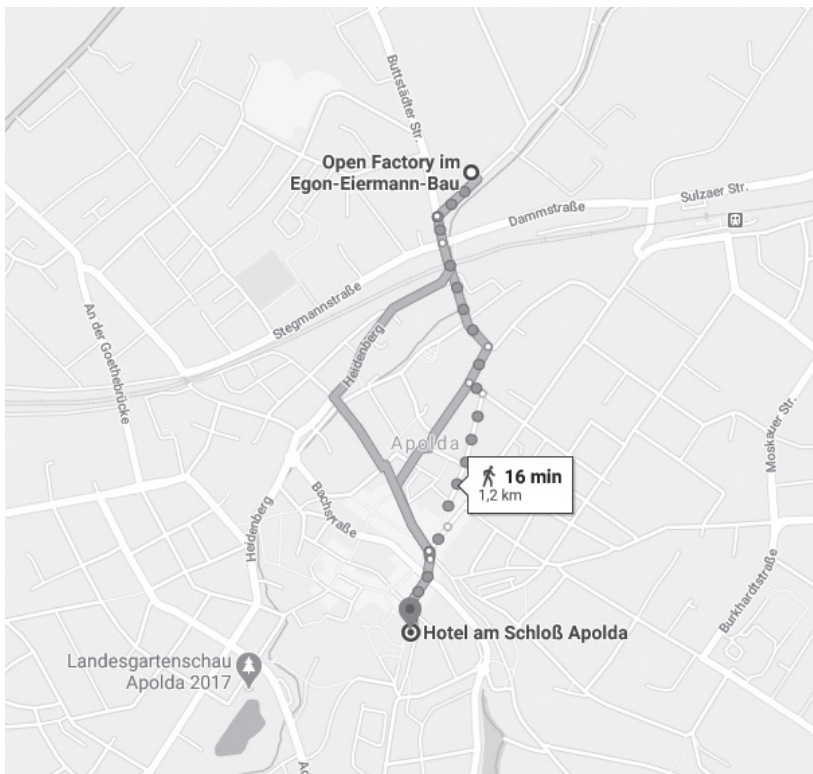 Buttstädter Str.
Open Factory im
Egon-Eiermann-Bau
Sulzaer Str.
Dammstraße
Stegmannstraße
An der Goethebrücke
Heidenberg
Apolda
Moskauer Str.
16 min
1,2 km
Bachsraße
Heidenberg
Burkhardtstraße
Hotel am Schloß Apolda
Landesgartenschau
Apolda 2017